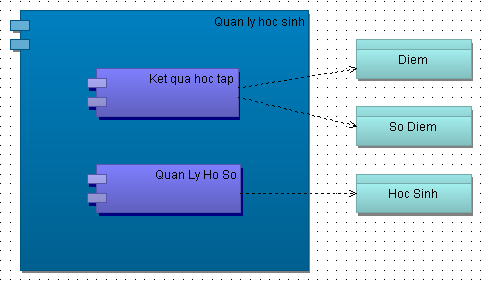 Quan ly hoc sinh
Ket qua hoc tap
Diem
So Diem
Quan Ly Ho So
Hoc Sinh